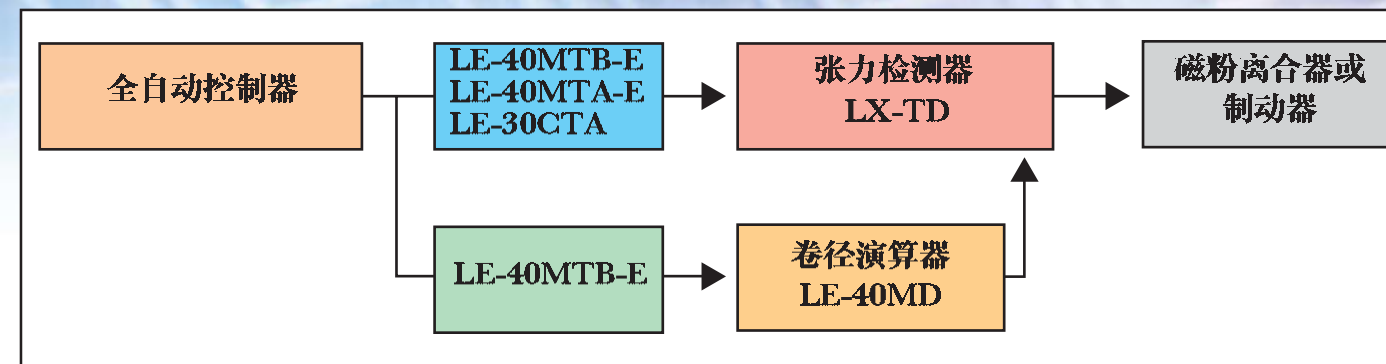 全自动控制器
LE-40MTB-E
LE-40MTA-E
LE-30CTA
张力检测器
LX-TD
磁粉离合器或
制动器
LE-40MTB-E
卷径演算器
LE-40MD